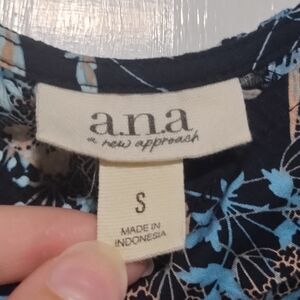 a.n.a
a new approach
S
MADE IN
INDONESIA